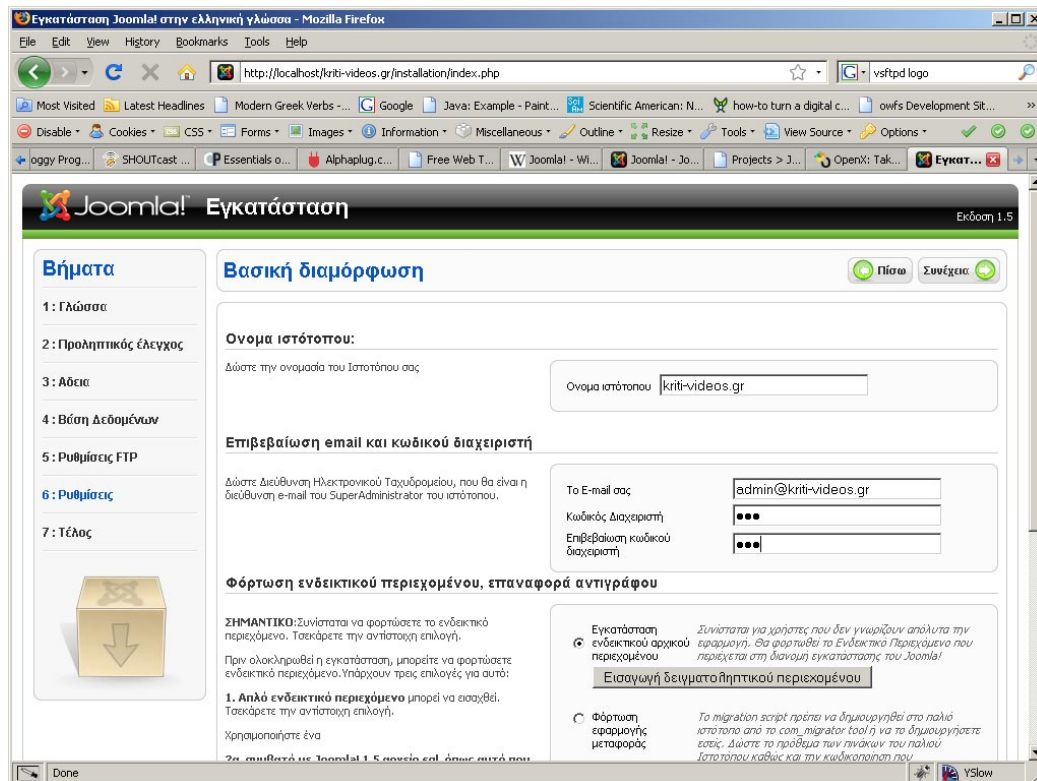 Εγκατάσταση Joomla! στην ελληνική γλώσσα - Mozilla Firefox
File Edit View History Bookmarks Tools Help
http://localhost/kriti-videos.gr/installation/index.php
G vsftpd logo
Most Visited Latest Headlines Modern Greek Verbs -... Google Java: Example - Paint... Scientific American: N... how-to turn a digital c... owfs Development Sit... »
Disable Cookies CSS Forms Images Information Miscellaneous Outline Resize Tools View Source Options
oggy Prog... SHOUTcast ... Essentials o... Alphaplug.c... Free Web T... Joomla! - Wi... Joomla! - Jo... Projects > J... OpenX: Tak... Εγκατ...
Joomla! Εγκατάσταση
Εκδοση 1.5
Βήματα
1 : Γλώσσα
2 : Προληπτικός έλεγχος
3 : Αδεια
4 : Βάση Δεδομένων
5 : Ρυθμίσεις FTP
6 : Ρυθμίσεις
7 : Τέλος
Βασική διαμόρφωση
Πίσω Συνέχεια
Ονομα ιστότοπου:
Δώστε την ονομασία του Ιστοτόπου σας
Ονομα ιστότοπου kriti-videos.gr
Επιβεβαίωση email και κωδικού διαχειριστή
Δώστε Διεύθυνση Ηλεκτρονικού Ταχυδρομείου, που θα είναι η
διεύθυνση e-mail του SuperAdministrator του ιστότοπου.
Το E-mail σας admin@kriti-videos.gr
Κωδικός Διαχειριστή •••
Επιβεβαίωση κωδικού
διαχειριστή •••
Φόρτωση ενδεικτικού περιεχομένου, επαναφορά αντιγράφου
ΣΗΜΑΝΤΙΚΟ:Συνίσταται να φορτώσετε το ενδεικτικό
περιεχόμενο. Τσεκάρετε την αντίστοιχη επιλογή.
Πριν ολοκληρωθεί η εγκατάσταση, μπορείτε να φορτώσετε
ενδεικτικό περιεχόμενο.Υπάρχουν τρεις επιλογές για αυτό:
1. Απλό ενδεικτικό περιεχόμενο μπορεί να εισαχθεί.
Τσεκάρετε την αντίστοιχη επιλογή.
Χρησιμοποιήστε ένα
2α. συμβατό με Joomla! 1.5 αρχείο sql, όπως αυτό που
Εγκατάσταση
ενδεικτικού αρχικού
περιεχομένου
Συνίσταται για χρήστες που δεν γνωρίζουν απόλυτα την
εφαρμογή. Θα φορτωθεί το Ενδεικτικό Περιεχόμενο που
περιέχεται στη διανομή εγκατάστασης του Joomla!
Εισαγωγή δειγματοληπτικού περιεχομένου
Φόρτωση
εφαρμογής
μεταφοράς
Το migration script πρέπει να δημιουργηθεί στο παλιό
ιστότοπο από το com_migrator tool ή να το δημιουργήσετε
εσείς. Δώστε το πρόθεμα των πινάκων του παλιού
Ιστοτόπου καθώς και την κωδικοποίηση που
Done
YSlow